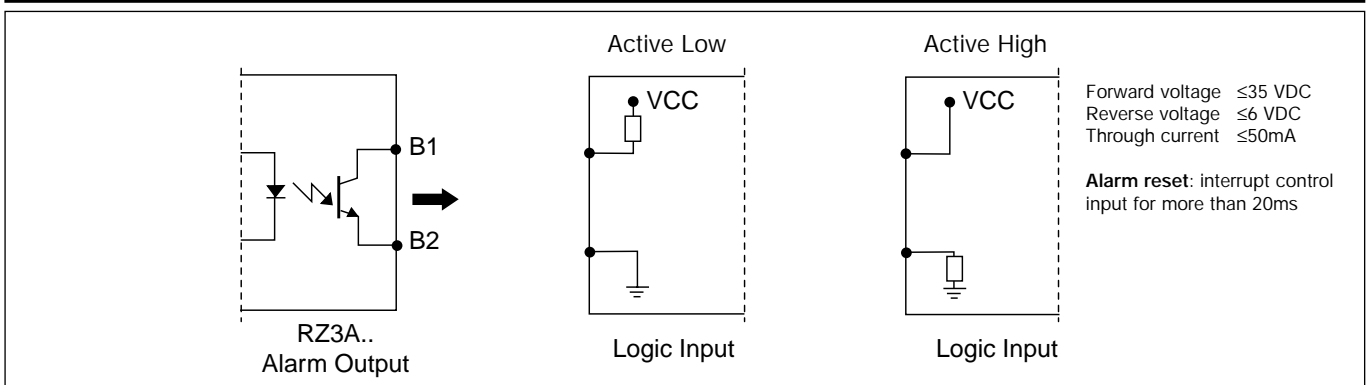 Active Low
Active High
VCC
VCC
Forward voltage ≤35 VDC
Reverse voltage ≤6 VDC
Through current ≤50mA
B1
Alarm reset: interrupt control
input for more than 20ms
B2
RZ3A..
Alarm Output
Logic Input
Logic Input